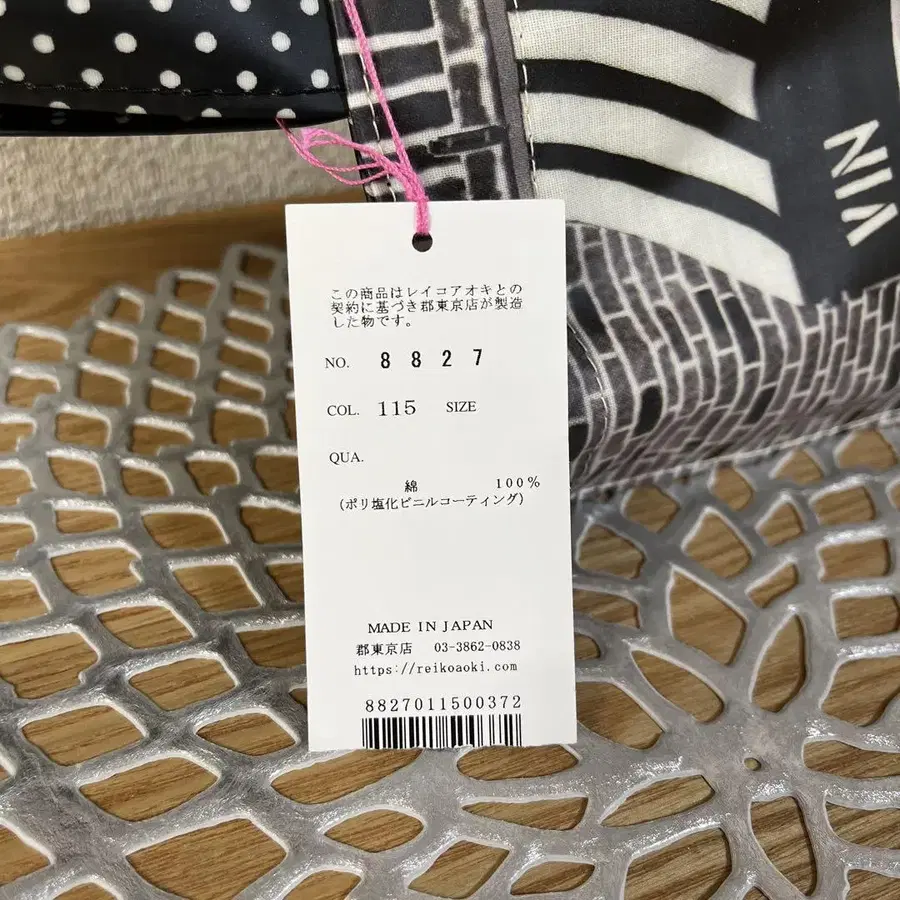 この商品はレイコアオキとの
契約に基づき郡東京店が製造
した物です。
NO. 8827
COL. 115 SIZE
QUA.
綿 100%
(ポリ塩化ビニルコーティング)
MADE IN JAPAN
郡東京店 03-3862-0838
https://reikoaoki.com
8827011500372
VIN